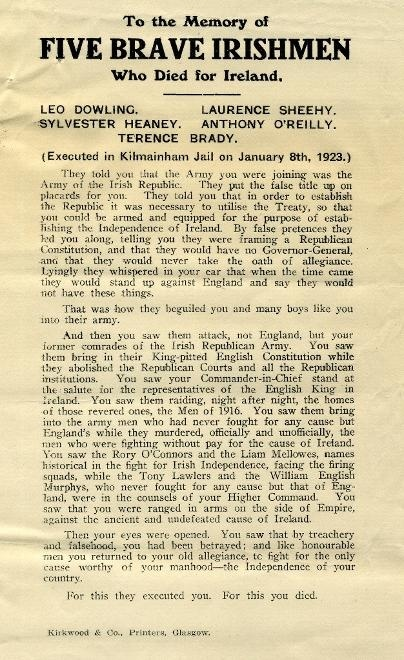 To the Memory of
FIVE BRAVE IRISHMEN
Who Died for Ireland.
LEO DOWLING. LAURENCE SHEEHY.
SYLVESTER HEANEY. ANTHONY O'REILLY.
TERENCE BRADY.
(Executed in Kilmainham Jail on January 8th, 1923.)
They told you that the Army you were joining was the
Army of the Irish Republic. They put the false title up on
placards for you. They told you that in order to establish
the Republic it was necessary to utilise the Treaty, so that
you could be armed and equipped for the purpose of estab-
lishing the Independence of Ireland. By false pretences they
led you along, telling you they were framing a Republican
Constitution, and that they would have no Governor-General,
and that they would never take the oath of allegiance.
Lyingly they whispered in your ear that when the time came
they would stand up against England and say they would
not have these things.
That was how they beguiled you and many boys like you
into their army.
And then you saw them attack, not England, but your
former comrades of the Irish Republican Army. You saw
them bring in their King-pitted English Constitution while
they abolished the Republican Courts and all the Republican
institutions. You saw your Commander-in-Chief stand at
the salute for the representatives of the English King in
Ireland. You saw them raiding, night after night, the homes
of those revered ones, the Men of 1916. You saw them bring
into the army men who had never fought for any cause but
England's while they murdered, officially and unofficially, the
men who were fighting without pay for the cause of Ireland.
You saw the Rory O'Connors and the Liam Mellowes, names
historical in the fight for Irish Independence, facing the firing
squads, while the Tony Lawlers and the William English
Murphys, who never fought for any cause but that of Eng-
land, were in the counsels of your Higher Command. You
saw that you were ranged in arms on the side of Empire,
against the ancient and undefeated cause of Ireland.
Then your eyes were opened. You saw that by treachery
and falsehood, you had been betrayed; and like honourable
men you returned to your old allegiance, to fight for the only
cause worthy of your manhood—the Independence of your
country.
For this they executed you. For this you died.
Kirkwood & Co., Printers, Glasgow.